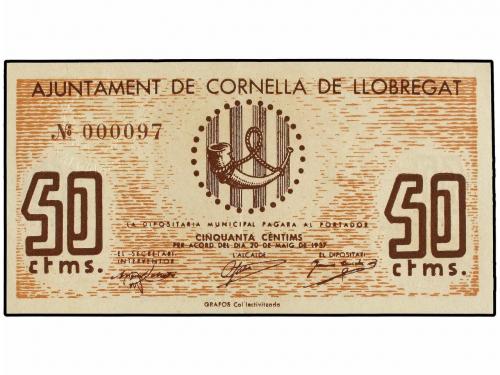 AJUNTAMENT DE CORNELLA DE LLOBREGAT
Nº 000097
50 ctms.
50 ctms.
LA DIPOSITARIA MUNICIPAL PAGARA AL PORTADOR
CINQUANTA CÈNTIMS
PER ACORD DEL DIA 20 DE MAIG DE 1937
EL SECRETARI INTERVENTOR
L'ALCALDE
EL DIPOSITARI
GRAFOS Col·lectivitzada